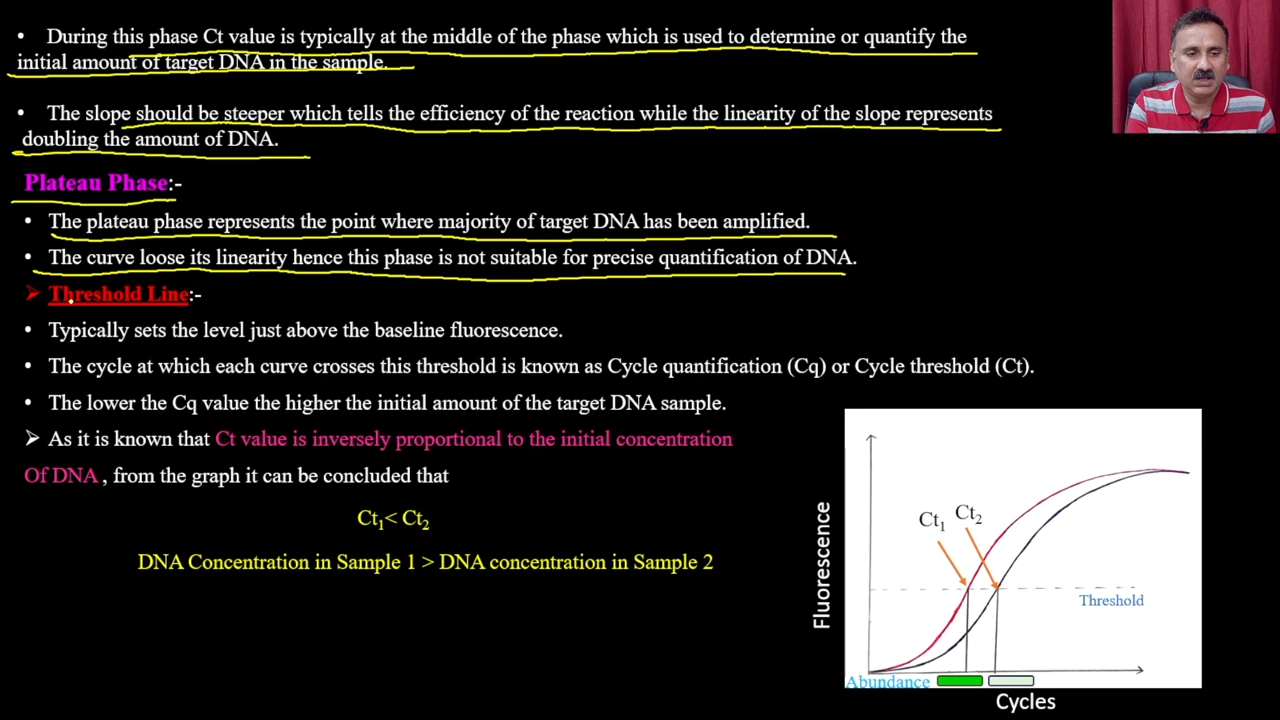 • During this phase Ct value is typically at the middle of the phase which is used to determine or quantify the
initial amount of target DNA in the sample.
• The slope should be steeper which tells the efficiency of the reaction while the linearity of the slope represents
doubling the amount of DNA.
Plateau Phase:-
• The plateau phase represents the point where majority of target DNA has been amplified.
• The curve loose its linearity hence this phase is not suitable for precise quantification of DNA.
➢ Threshold Line:-
• Typically sets the level just above the baseline fluorescence.
• The cycle at which each curve crosses this threshold is known as Cycle quantification (Cq) or Cycle threshold (Ct).
• The lower the Cq value the higher the initial amount of the target DNA sample.
➢ As it is known that Ct value is inversely proportional to the initial concentration
Of DNA , from the graph it can be concluded that
Ct₁< Ct₂
DNA Concentration in Sample 1 > DNA concentration in Sample 2
Fluorescence
Ct₁
Ct₂
Threshold
Abundance
Cycles